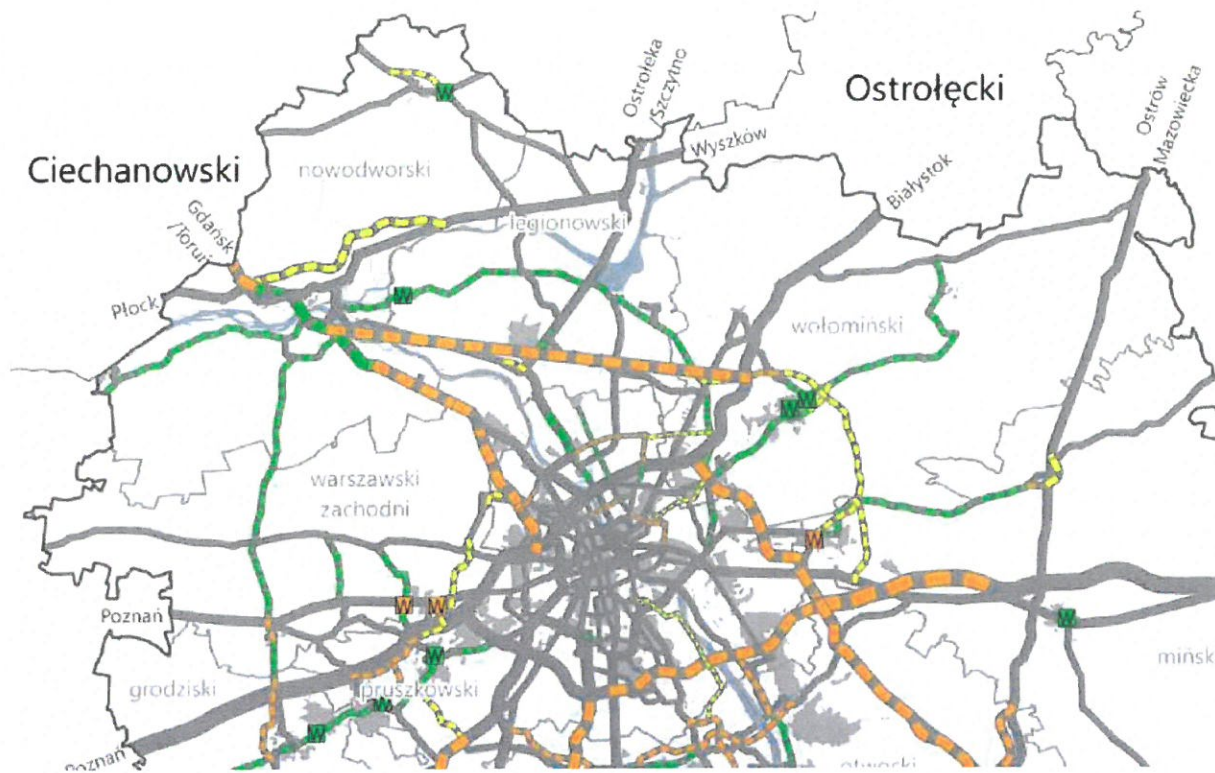 Ostrołęka
/Szczytno
Ostrołęcki
Ostrów
Mazowiecka
W
Wyszków
Ciechanowski
nowodworski
Białystok
legionowski
Gdańsk
/Toruń
W
Płock
wołomiński
W
W
warszawski
zachodni
W
Poznań
W
W
W
W
mińsk
grodziski
pruszkowski
W
W
Poznań
otwocki